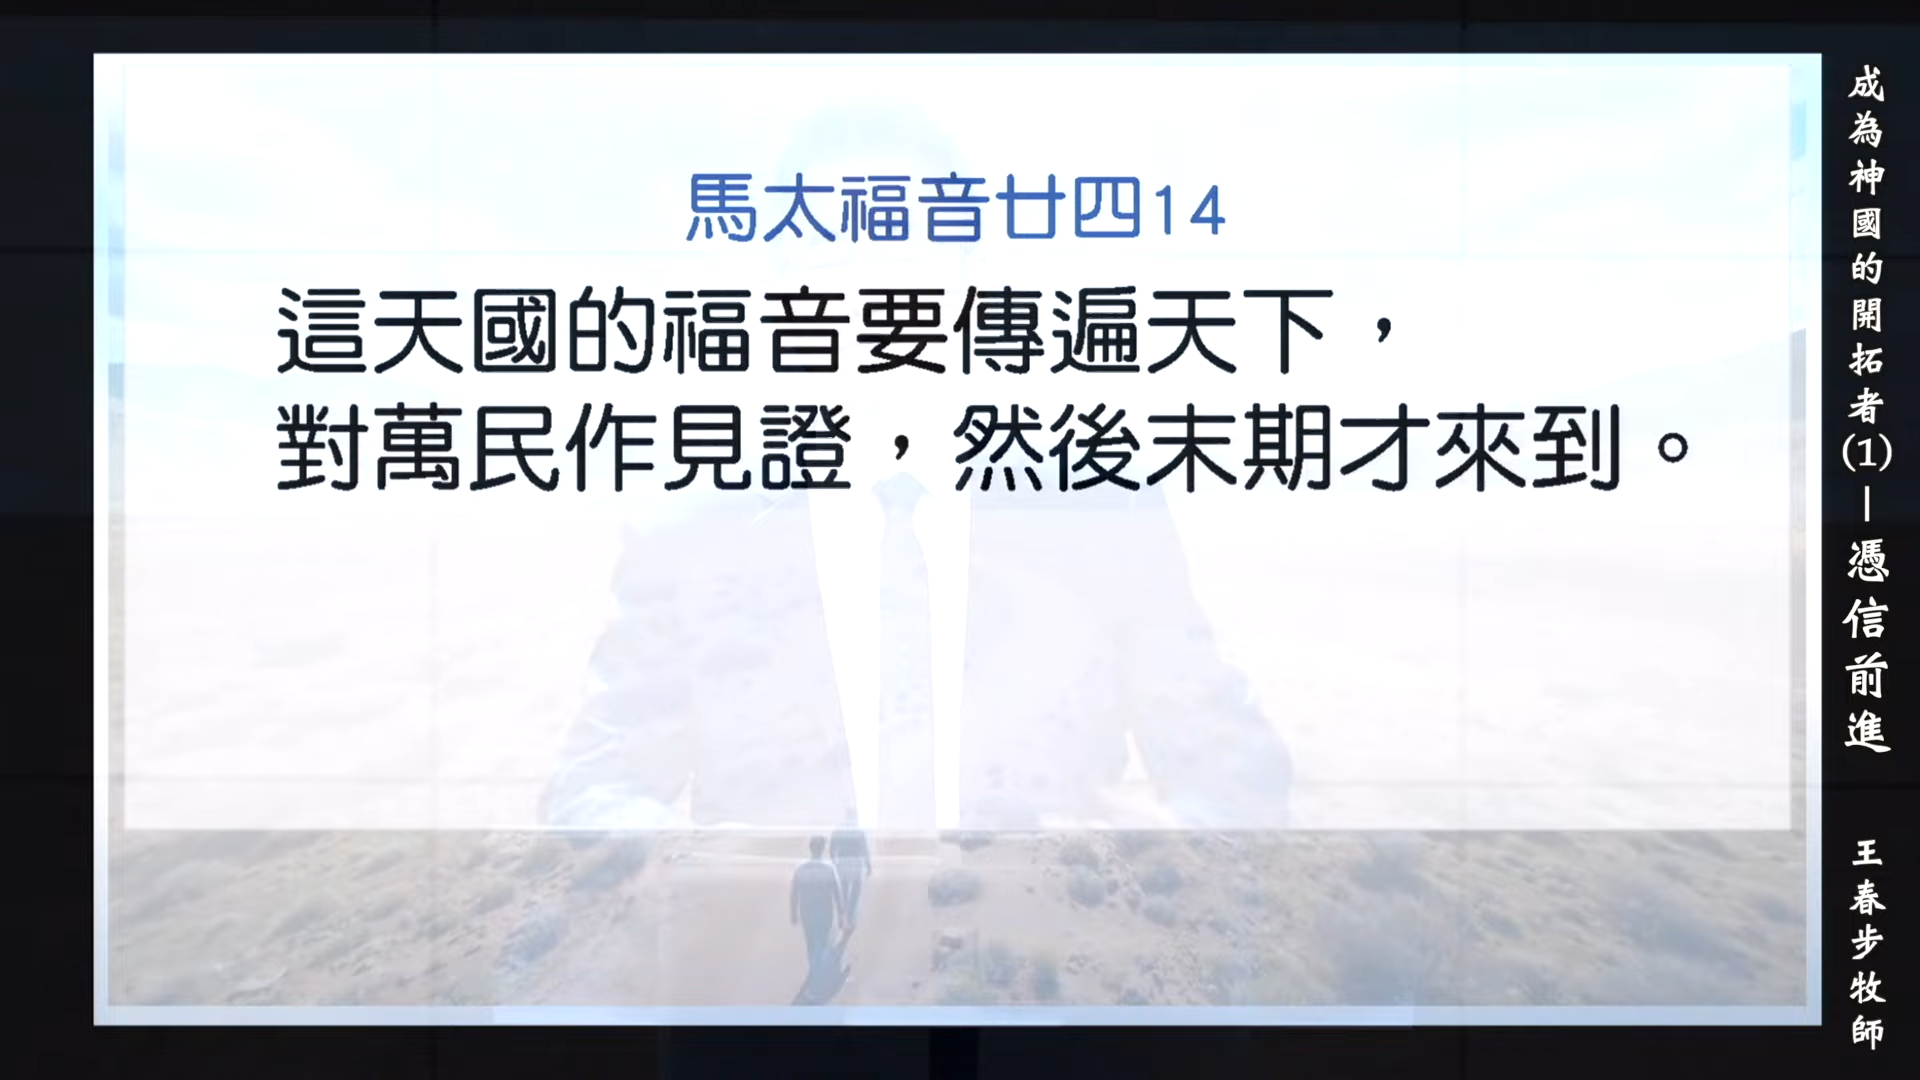 馬太福音廿四14
這天國的福音要傳遍天下，
對萬民作見證，然後末期才來到。
成為神國的開拓者(1)—憑信前進
王春步牧師